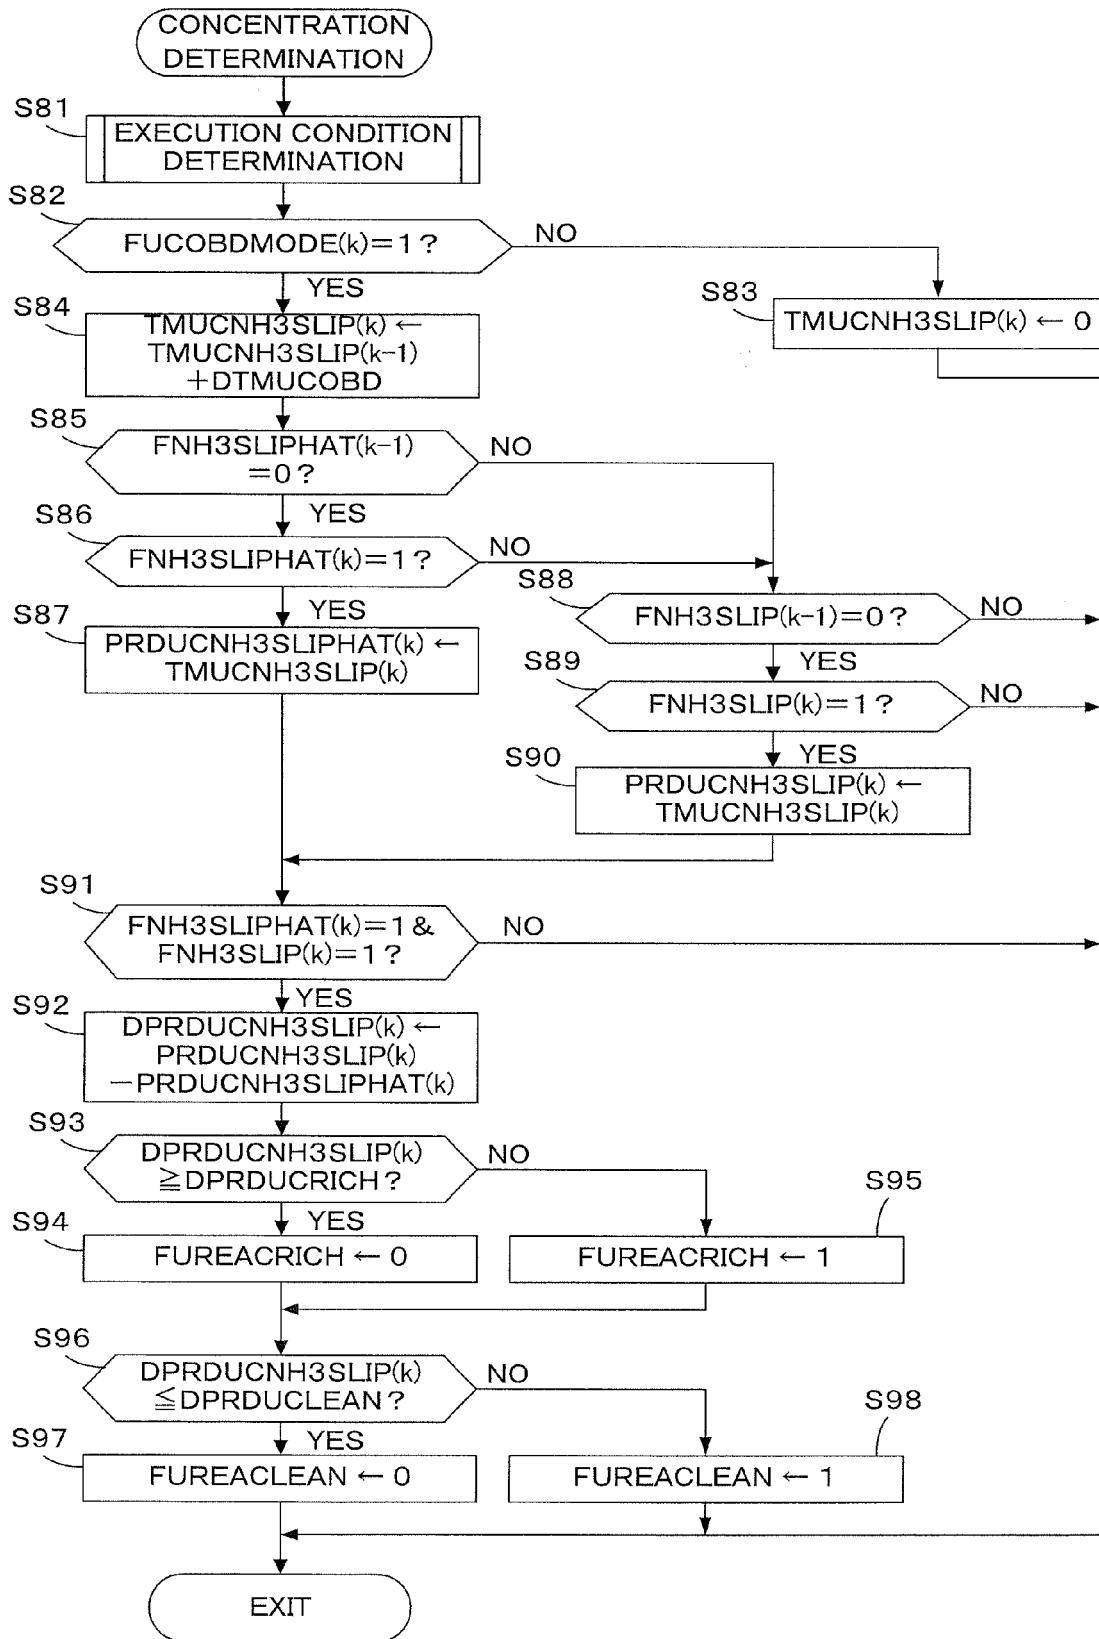 CONCENTRATION
DETERMINATION
S81
EXECUTION CONDITION
DETERMINATION
S82
FUCOBDMODE(k)=1?
NO
YES
S83
TMUCNH3SLIP(k) ← 0
S84
TMUCNH3SLIP(k) ←
TMUCNH3SLIP(k-1)
+DTMUCOBD
S85
FNH3SLIPHAT(k-1)
=0?
NO
YES
S86
FNH3SLIPHAT(k)=1?
NO
YES
S87
PRDUCNH3SLIPHAT(k) ←
TMUCNH3SLIP(k)
S88
FNH3SLIP(k-1)=0?
NO
YES
S89
FNH3SLIP(k)=1?
NO
YES
S90
PRDUCNH3SLIP(k) ←
TMUCNH3SLIP(k)
S91
FNH3SLIPHAT(k)=1&
FNH3SLIP(k)=1?
NO
YES
S92
DPRDUCNH3SLIP(k) ←
PRDUCNH3SLIP(k)
−PRDUCNH3SLIPHAT(k)
S93
DPRDUCNH3SLIP(k)
≧DPRDUCRICH?
NO
YES
S94
FUREACRICH ← 0
S95
FUREACRICH ← 1
S96
DPRDUCNH3SLIP(k)
≦DPRDUCLEAN?
NO
YES
S97
FUREACLEAN ← 0
S98
FUREACLEAN ← 1
EXIT